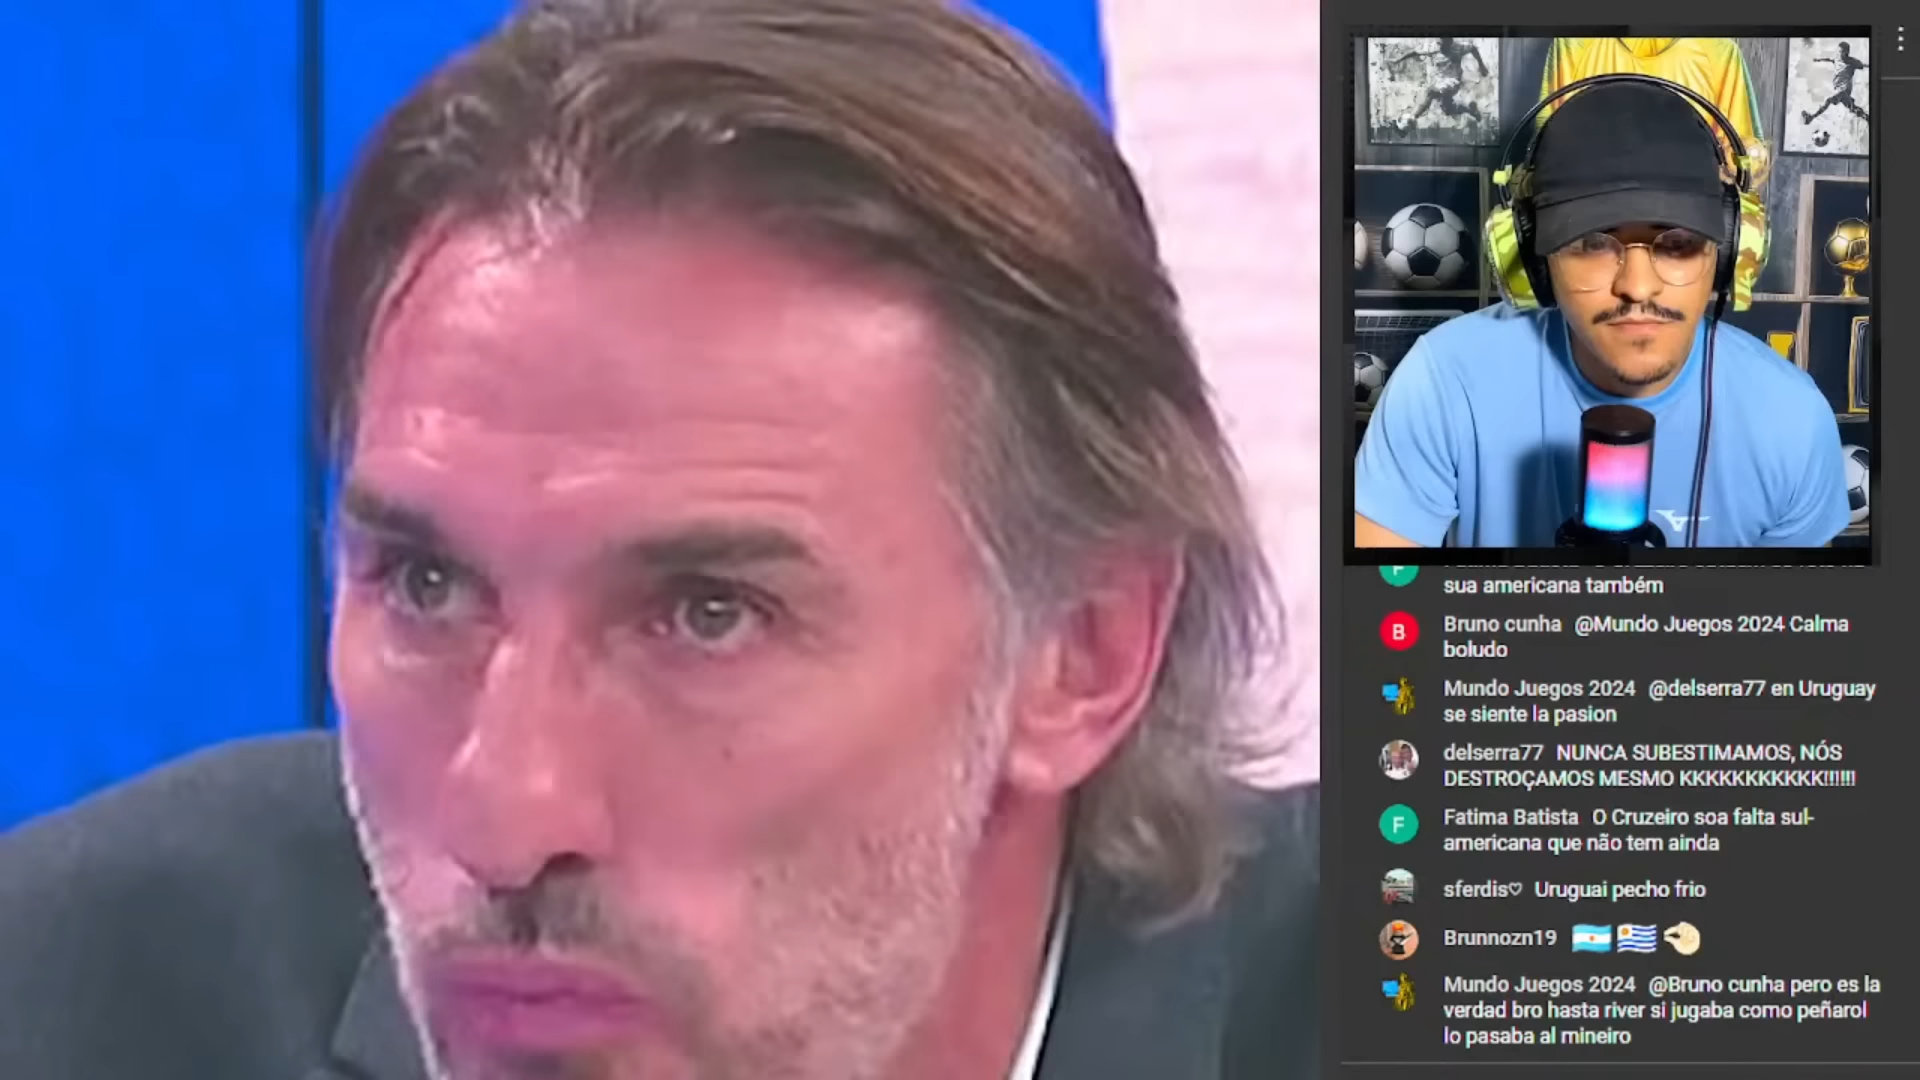 sua americana também
B
Bruno cunha @Mundo Juegos 2024 Calma
boludo
Mundo Juegos 2024 @delserra77 en Uruguay
se siente la pasion
delserra77 NUNCA SUBESTIMAMOS, NÓS
DESTROÇAMOS MESMO KKKKKKKKKKK!!!!!!
F
Fatima Batista O Cruzeiro soa falta sul-
americana que não tem ainda
sferdis♡ Uruguai pecho frio
Brunnozn19 🇦🇷🇺🇾🤏🏻
Mundo Juegos 2024 @Bruno cunha pero es la
verdad bro hasta river si jugaba como peñarol
lo pasaba al mineiro